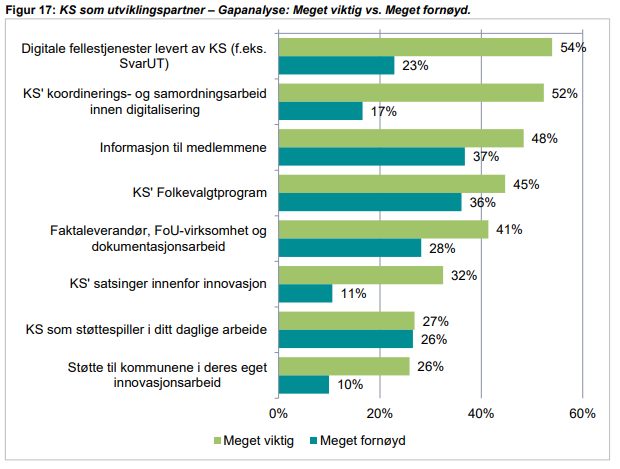 Figur 17: KS som utviklingspartner – Gapanalyse: Meget viktig vs. Meget fornøyd.
Digitale fellestjenester levert av KS (f.eks.
SvarUT)
54%
23%
KS' koordinerings- og samordningsarbeid
innen digitalisering
52%
17%
Informasjon til medlemmene
48%
37%
KS' Folkevalgtprogram
45%
36%
Faktaleverandør, FoU-virksomhet og
dokumentasjonsarbeid
41%
28%
KS' satsinger innenfor innovasjon
32%
11%
KS som støttespiller i ditt daglige arbeide
27%
26%
Støtte til kommunene i deres eget
innovasjonsarbeid
26%
10%
0% 20% 40% 60%
Meget viktig Meget fornøyd